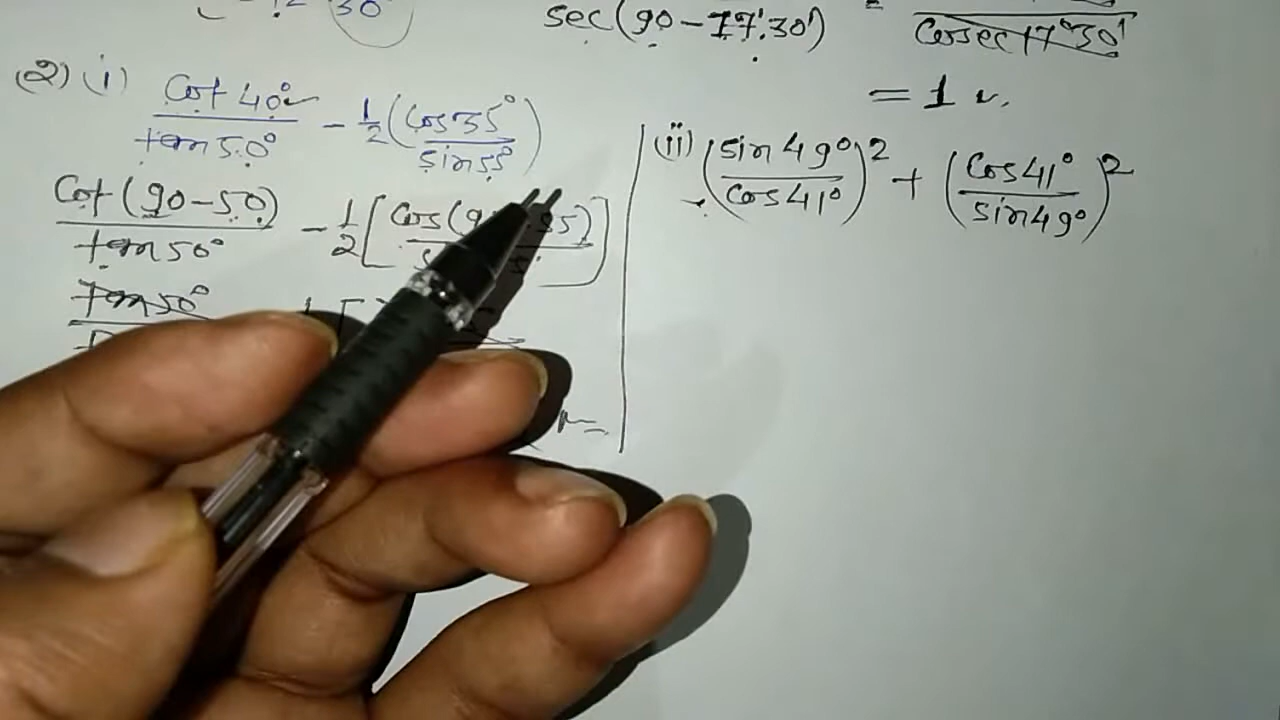 30
sec(90-17°.30')
Cosec 17°30'
= 1
(2) (i) Cot 40° / tan 50° - 1/2 (Cos 35° / sin 55°)
Cot (90-50) / tan 50° - 1/2 [Cos(9
tan 50°
(ii) (sin 49° / Cos 41°)2 + (Cos 41° / sin 49°)2